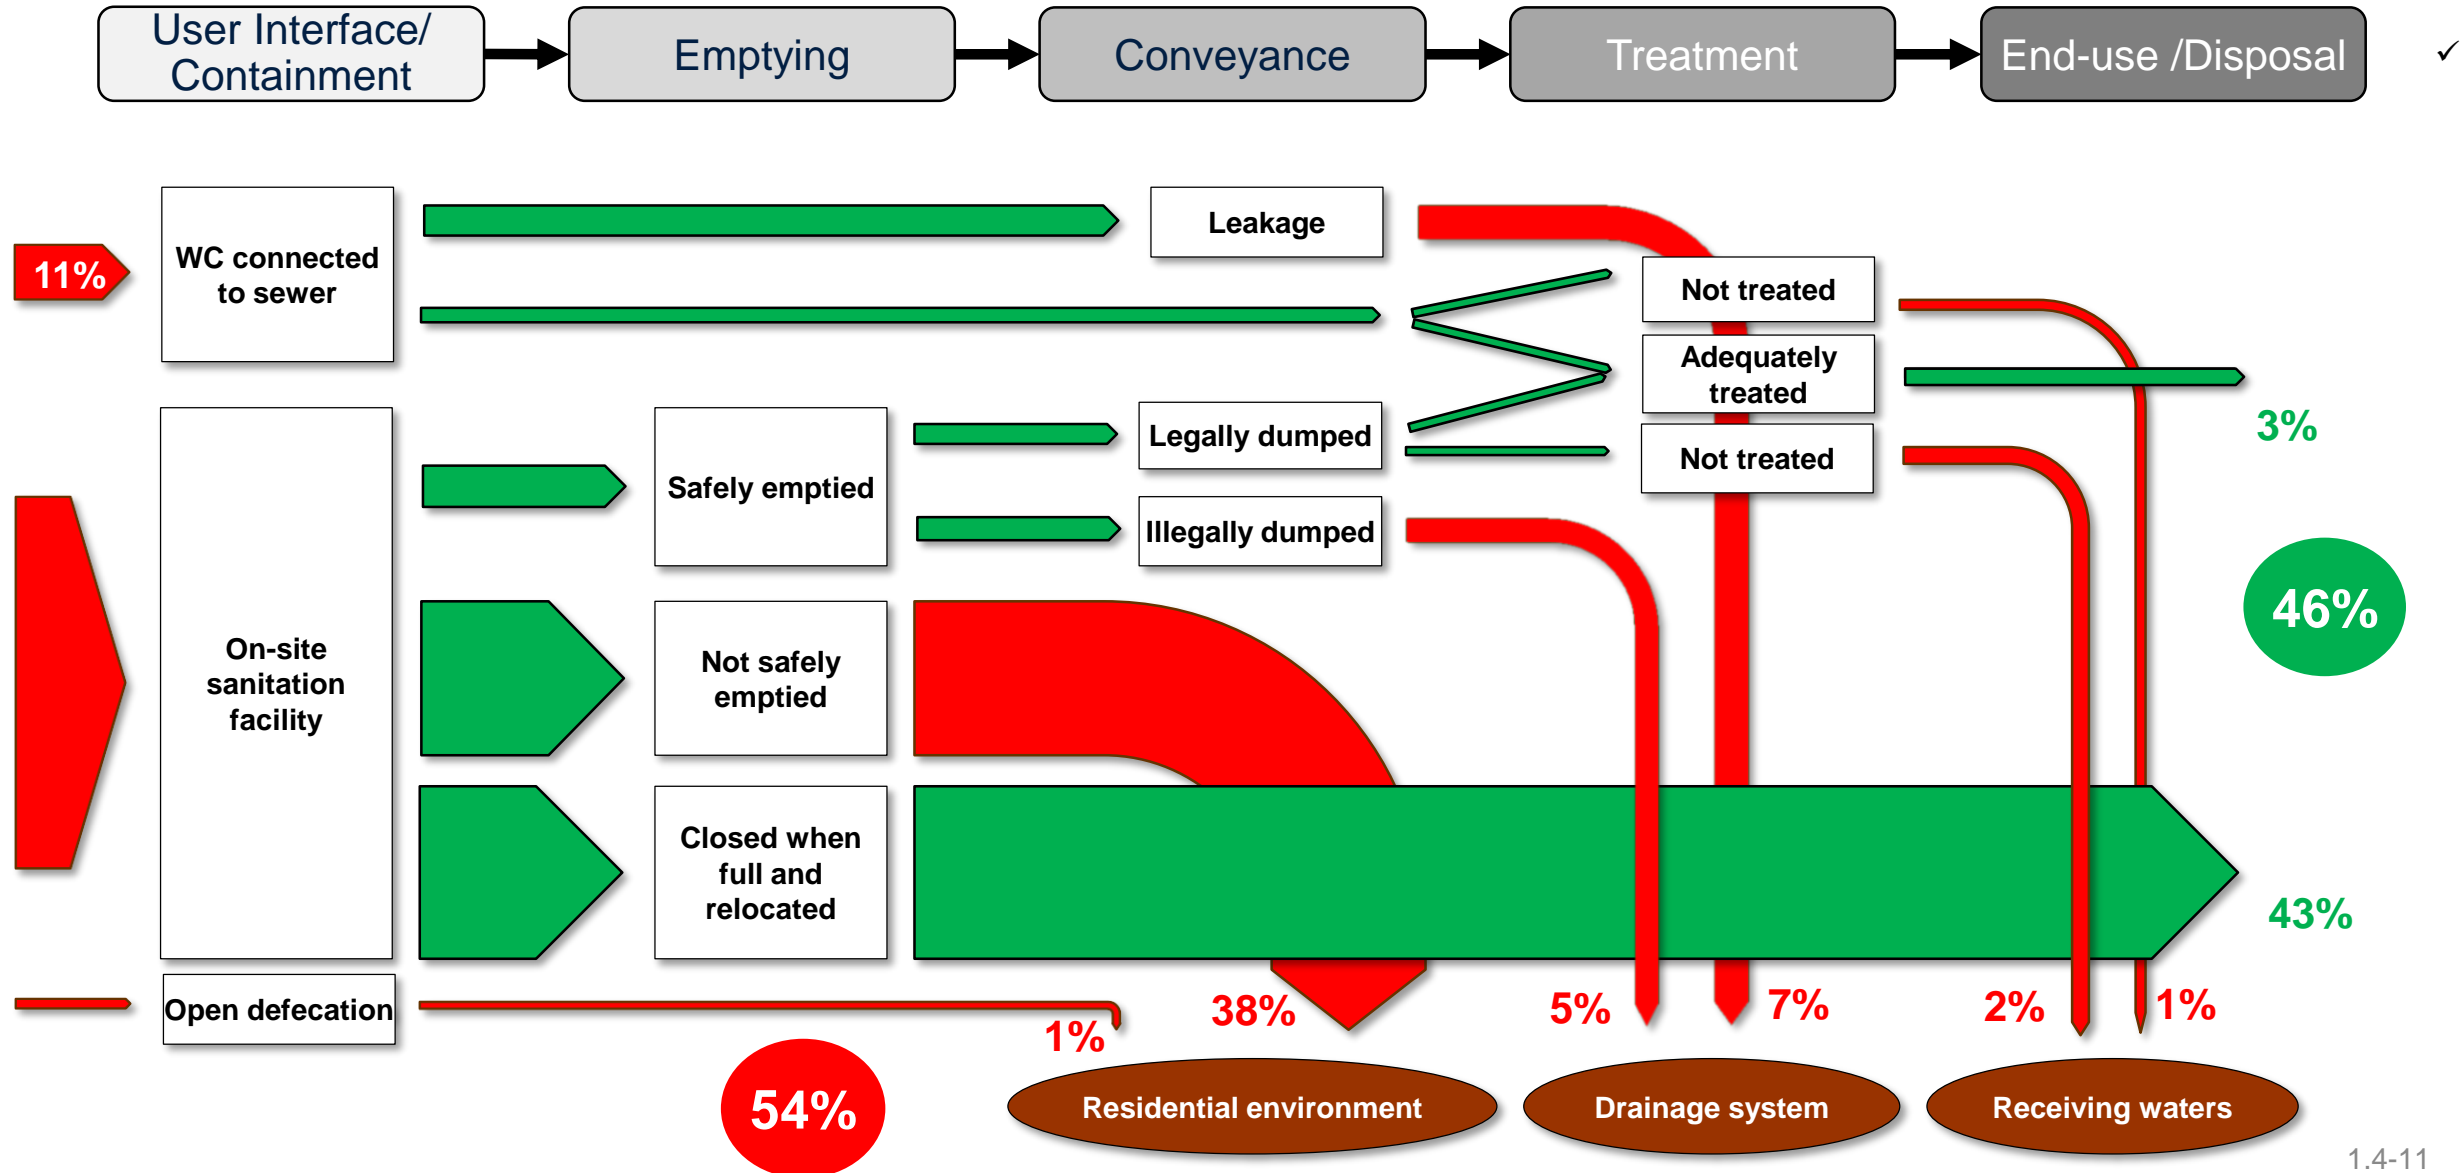 User Interface/
Containment
Emptying
Conveyance
Treatment
End-use /Disposal
✓
11%
WC connected
to sewer
Leakage
Not treated
Adequately
treated
3%
Legally dumped
Not treated
Safely emptied
Illegally dumped
46%
On-site
sanitation
facility
Not safely
emptied
Closed when
full and
relocated
43%
Open defecation
1%
38%
5%
7%
2%
1%
54%
Residential environment
Drainage system
Receiving waters
1.4-11